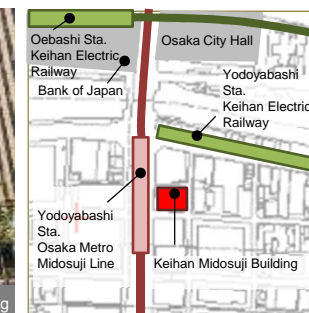 Oebashi Sta.
Keihan Electric
Railway
Bank of Japan
Osaka City Hall
Yodoyabashi
Sta.
Keihan Electric
Railway
Yodoyabashi
Sta.
Osaka Metro
Midosuji Line
Keihan Midosuji Building
g